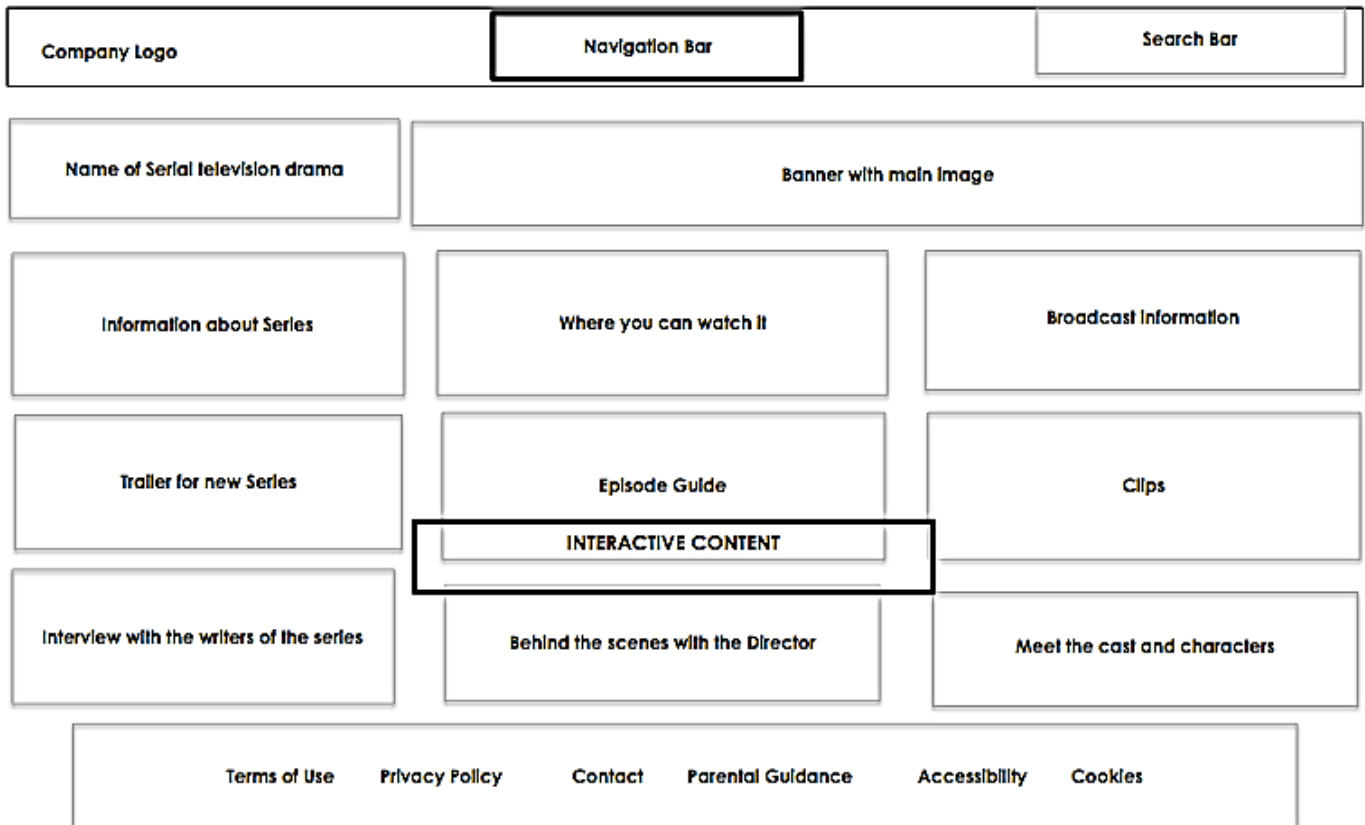 Company Logo
Navigation Bar
Search Bar
Name of Serial television drama
Banner with main image
Information about Series
Where you can watch it
Broadcast information
Trailer for new Series
Episode Guide
Clips
INTERACTIVE CONTENT
Interview with the writers of the series
Behind the scenes with the Director
Meet the cast and characters
Terms of Use Privacy Policy Contact Parental Guidance Accessibility Cookies